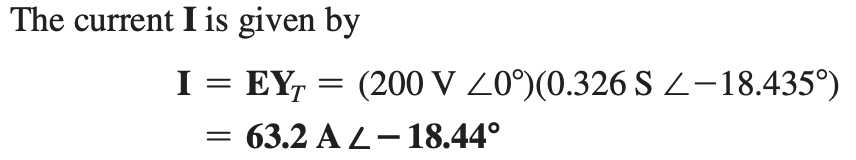 The current I is given by
I = EY_T = (200 V ∠0°)(0.326 S ∠−18.435°)
= 63.2 A ∠−18.44°